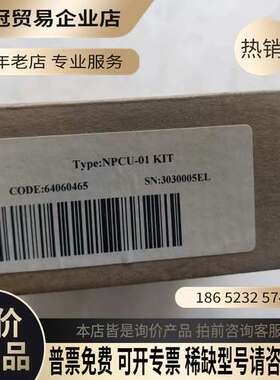 冠贸易企业店
年老店 专业服务
热销
Type:NPCU-01 KIT
CODE:64060465 SN:3030005EL
186 5232 574
价
品
本店皆是询价产品 拍前咨询客服
普票免费 可开专票 稀缺型号请咨